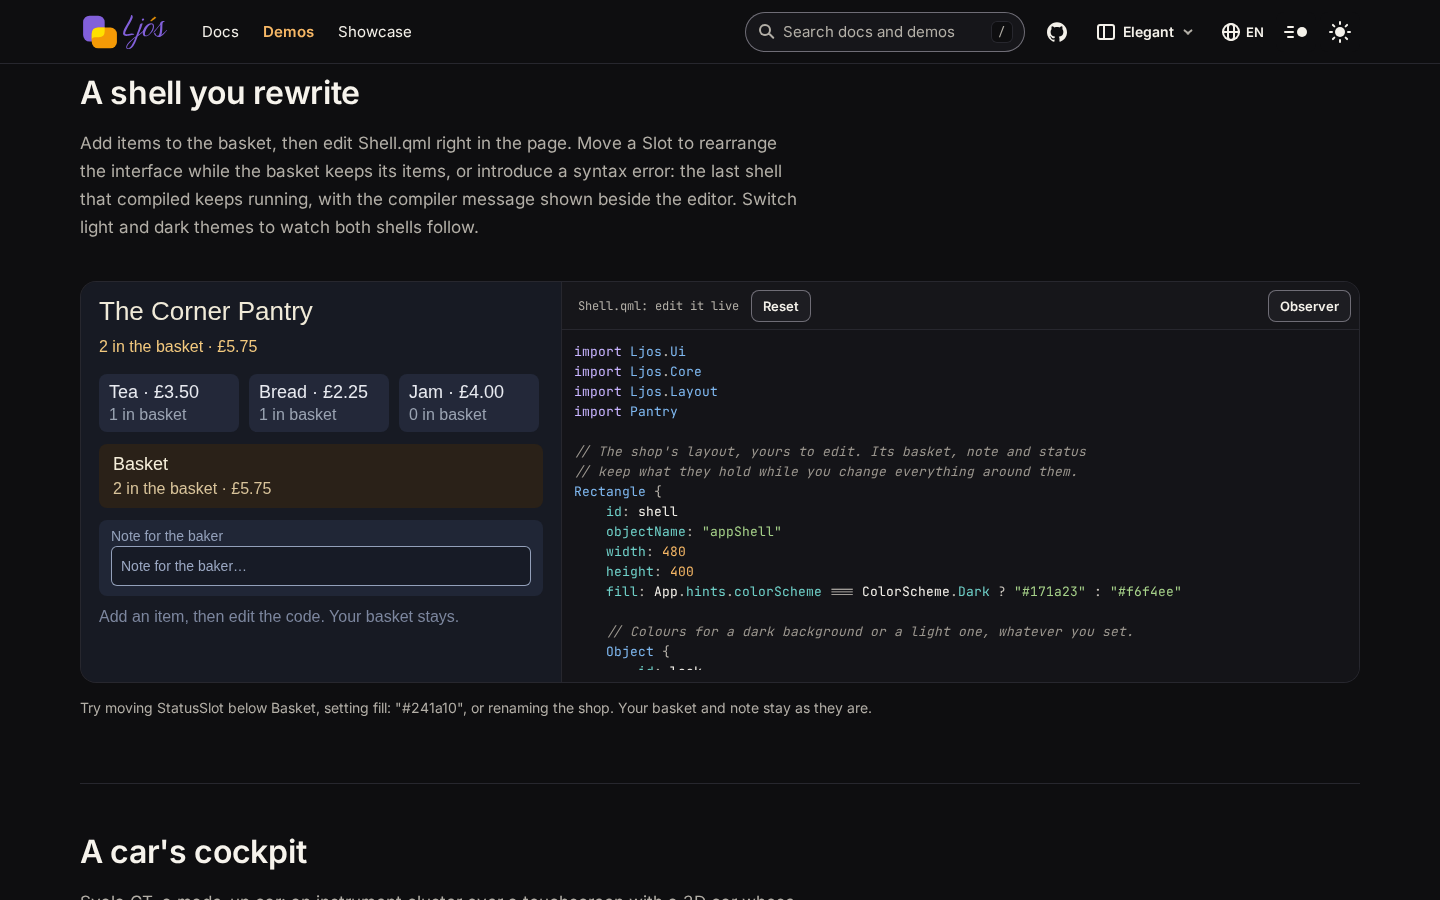 Ljós
Docs
Demos
Showcase
Search docs and demos
/
Elegant
EN
A shell you rewrite
Add items to the basket, then edit Shell.qml right in the page. Move a Slot to rearrange
the interface while the basket keeps its items, or introduce a syntax error: the last shell
that compiled keeps running, with the compiler message shown beside the editor. Switch
light and dark themes to watch both shells follow.
The Corner Pantry
2 in the basket · £5.75
Tea · £3.50
1 in basket
Bread · £2.25
1 in basket
Jam · £4.00
0 in basket
Basket
2 in the basket · £5.75
Note for the baker
Note for the baker…
Add an item, then edit the code. Your basket stays.
Shell.qml: edit it live
Reset
Observer
import Ljos.Ui
import Ljos.Core
import Ljos.Layout
import Pantry
// The shop's layout, yours to edit. Its basket, note and status
// keep what they hold while you change everything around them.
Rectangle {
id: shell
objectName: "appShell"
width: 480
height: 400
fill: App.hints.colorScheme === ColorScheme.Dark ? "#171a23" : "#f6f4ee"
// Colours for a dark background or a light one, whatever you set.
Object {
id: look
Try moving StatusSlot below Basket, setting fill: "#241a10", or renaming the shop. Your basket and note stay as they are.
A car's cockpit